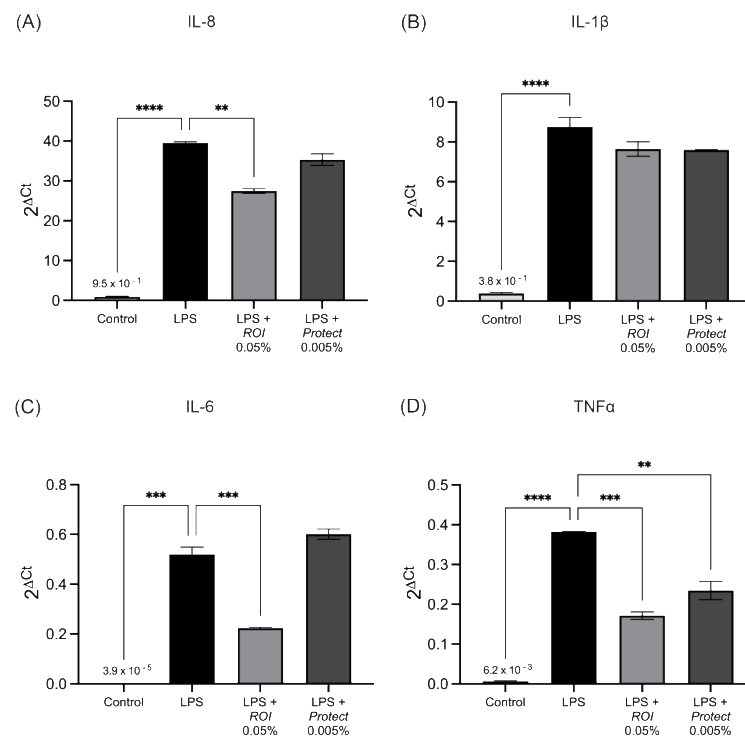 (A) IL-8
50
40
30
20
10
0
2ΔCt
**** **
9.5 x 10 -1
Control LPS LPS + LPS +
ROI Protect
0.05% 0.005%
(B) IL-1β
10
8
6
4
2
0
2ΔCt
****
3.8 x 10 -1
Control LPS LPS + LPS +
ROI Protect
0.05% 0.005%
(C) IL-6
0.8
0.6
0.4
0.2
0.0
2ΔCt
*** ***
3.9 x 10 -5
Control LPS LPS + LPS +
ROI Protect
0.05% 0.005%
(D) TNFα
0.5
0.4
0.3
0.2
0.1
0.0
2ΔCt
**
**** ***
6.2 x 10 -3
Control LPS LPS + LPS +
ROI Protect
0.05% 0.005%